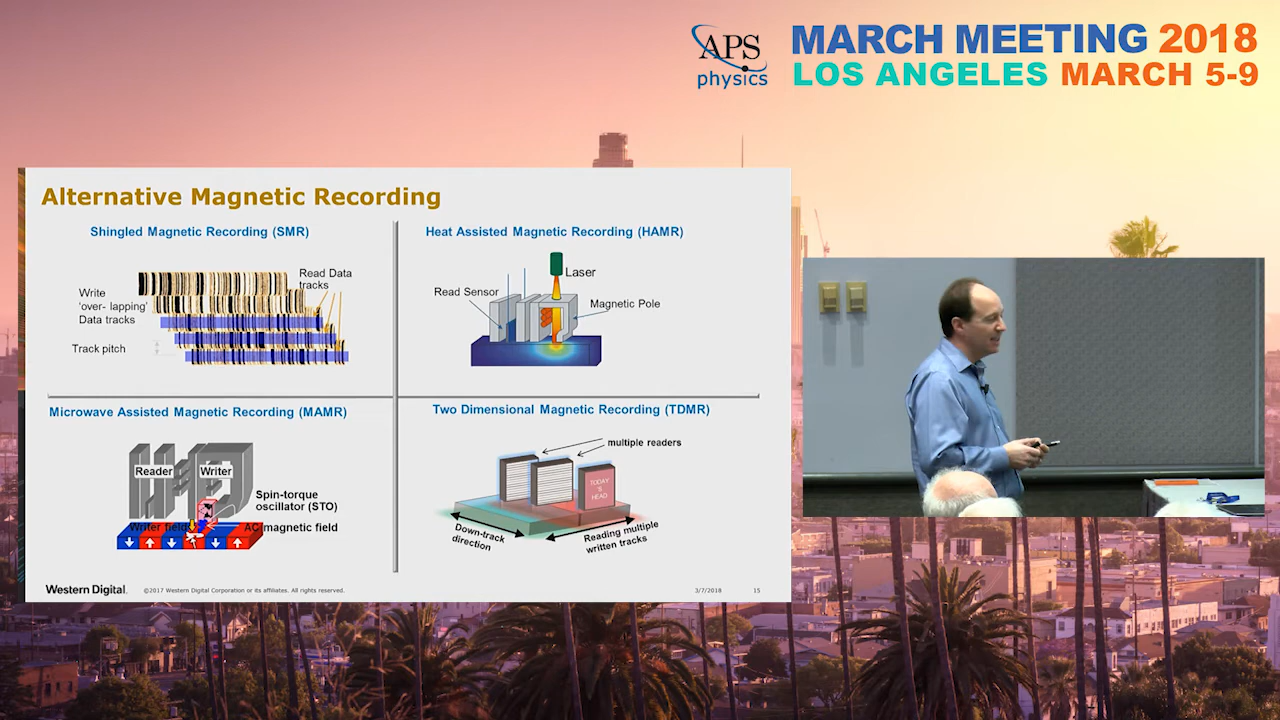 APS
physics
MARCH MEETING 2018
LOS ANGELES MARCH 5-9
Alternative Magnetic Recording
Shingled Magnetic Recording (SMR)
Write
'over- lapping'
Data tracks
Read Data
tracks
Track pitch
Heat Assisted Magnetic Recording (HAMR)
Laser
Read Sensor
Magnetic Pole
Microwave Assisted Magnetic Recording (MAMR)
Reader
Writer
Spin-torque
oscillator (STO)
Writer field
AC magnetic field
Two Dimensional Magnetic Recording (TDMR)
multiple readers
TODAY
'S
HEAD
Down-track
direction
Reading multiple
written tracks
Western Digital.
©2017 Western Digital Corporation or its affiliates. All rights reserved.
3/7/2018
15